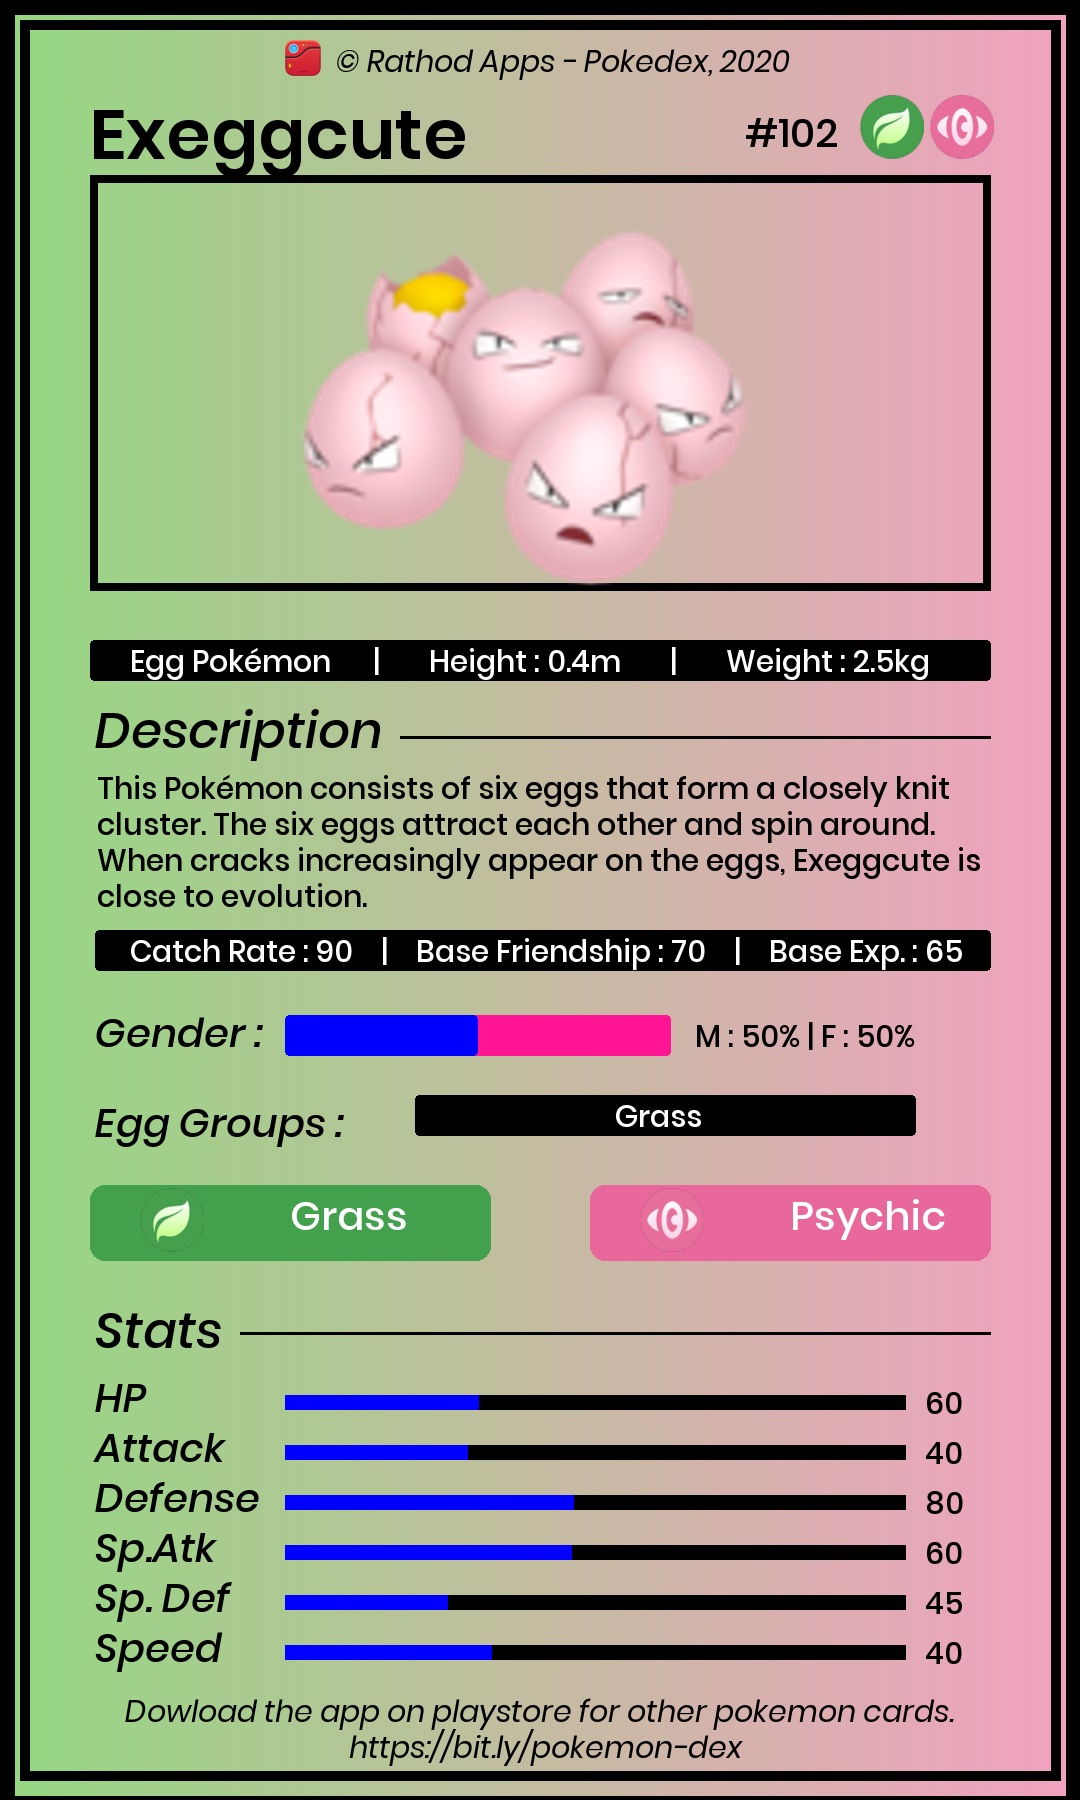 © Rathod Apps - Pokedex, 2020
Exeggcute #102
Egg Pokémon | Height : 0.4m | Weight : 2.5kg
Description
This Pokémon consists of six eggs that form a closely knit
cluster. The six eggs attract each other and spin around.
When cracks increasingly appear on the eggs, Exeggcute is
close to evolution.
Catch Rate : 90 | Base Friendship : 70 | Base Exp. : 65
Gender : M : 50% | F : 50%
Egg Groups : Grass
Grass Psychic
Stats
HP 60
Attack 40
Defense 80
Sp.Atk 60
Sp. Def 45
Speed 40
Dowload the app on playstore for other pokemon cards.
https://bit.ly/pokemon-dex